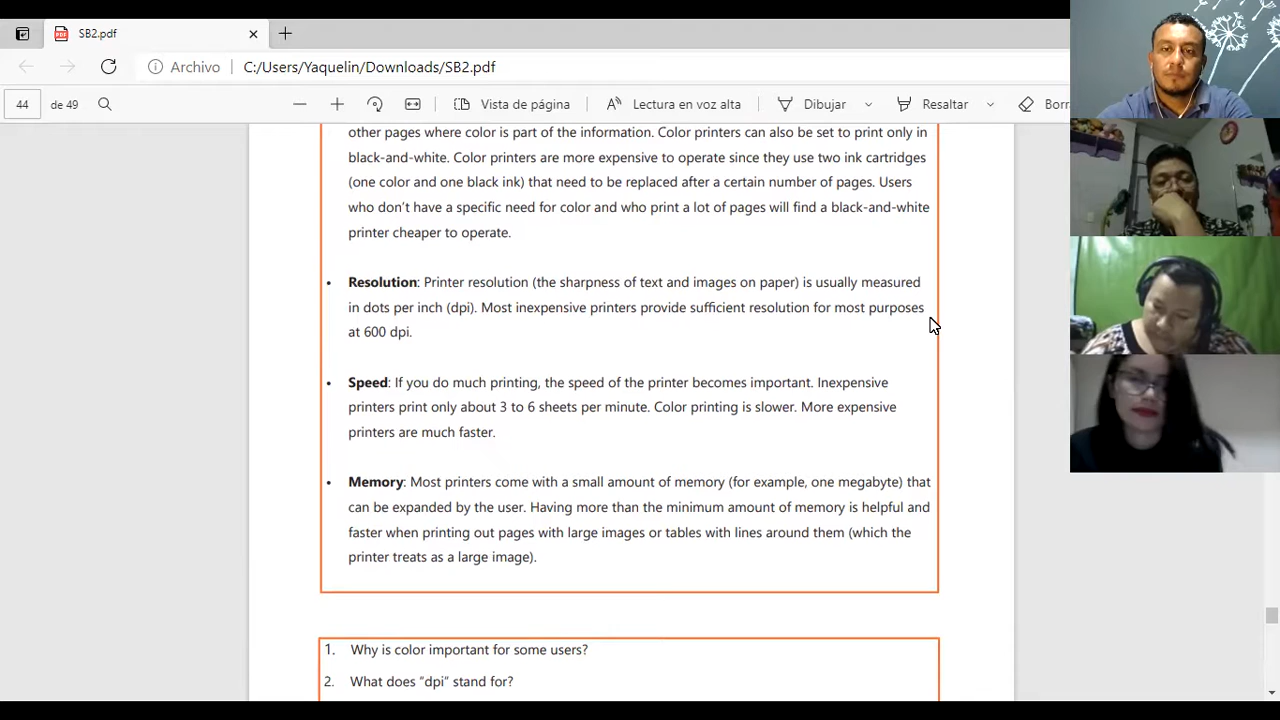 SB2.pdf
Archivo C:/Users/Yaquelin/Downloads/SB2.pdf
44 de 49 Vista de página Lectura en voz alta Dibujar Resaltar Borr
other pages where color is part of the information. Color printers can also be set to print only in
black-and-white. Color printers are more expensive to operate since they use two ink cartridges
(one color and one black ink) that need to be replaced after a certain number of pages. Users
who don't have a specific need for color and who print a lot of pages will find a black-and-white
printer cheaper to operate.
• Resolution: Printer resolution (the sharpness of text and images on paper) is usually measured
in dots per inch (dpi). Most inexpensive printers provide sufficient resolution for most purposes
at 600 dpi.
• Speed: If you do much printing, the speed of the printer becomes important. Inexpensive
printers print only about 3 to 6 sheets per minute. Color printing is slower. More expensive
printers are much faster.
• Memory: Most printers come with a small amount of memory (for example, one megabyte) that
can be expanded by the user. Having more than the minimum amount of memory is helpful and
faster when printing out pages with large images or tables with lines around them (which the
printer treats as a large image).
1. Why is color important for some users?
2. What does "dpi" stand for?